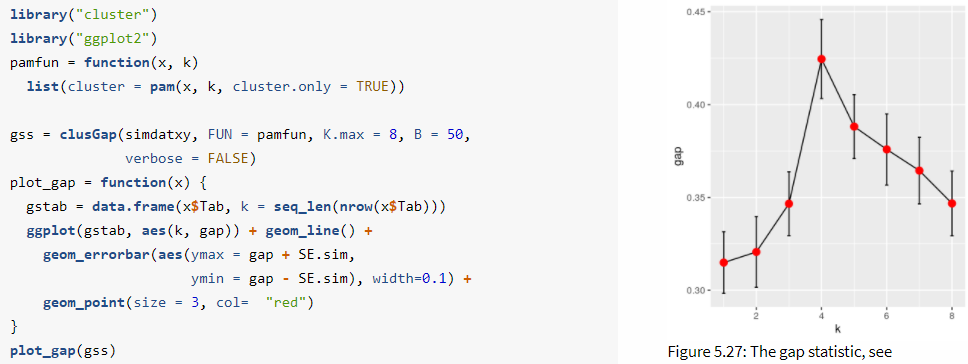 library("cluster")
library("ggplot2")
pamfun = function(x, k)
  list(cluster = pam(x, k, cluster.only = TRUE))

gss = clusGap(simdatxy, FUN = pamfun, K.max = 8, B = 50,
              verbose = FALSE)
plot_gap = function(x) {
  gstab = data.frame(x$Tab, k = seq_len(nrow(x$Tab)))
  ggplot(gstab, aes(k, gap)) + geom_line() +
    geom_errorbar(aes(ymax = gap + SE.sim,
                      ymin = gap - SE.sim), width=0.1) +
    geom_point(size = 3, col=  "red")
}
plot_gap(gss)
0.45
0.40
0.35
0.30
gap
2 4 6 8
k
Figure 5.27: The gap statistic, see